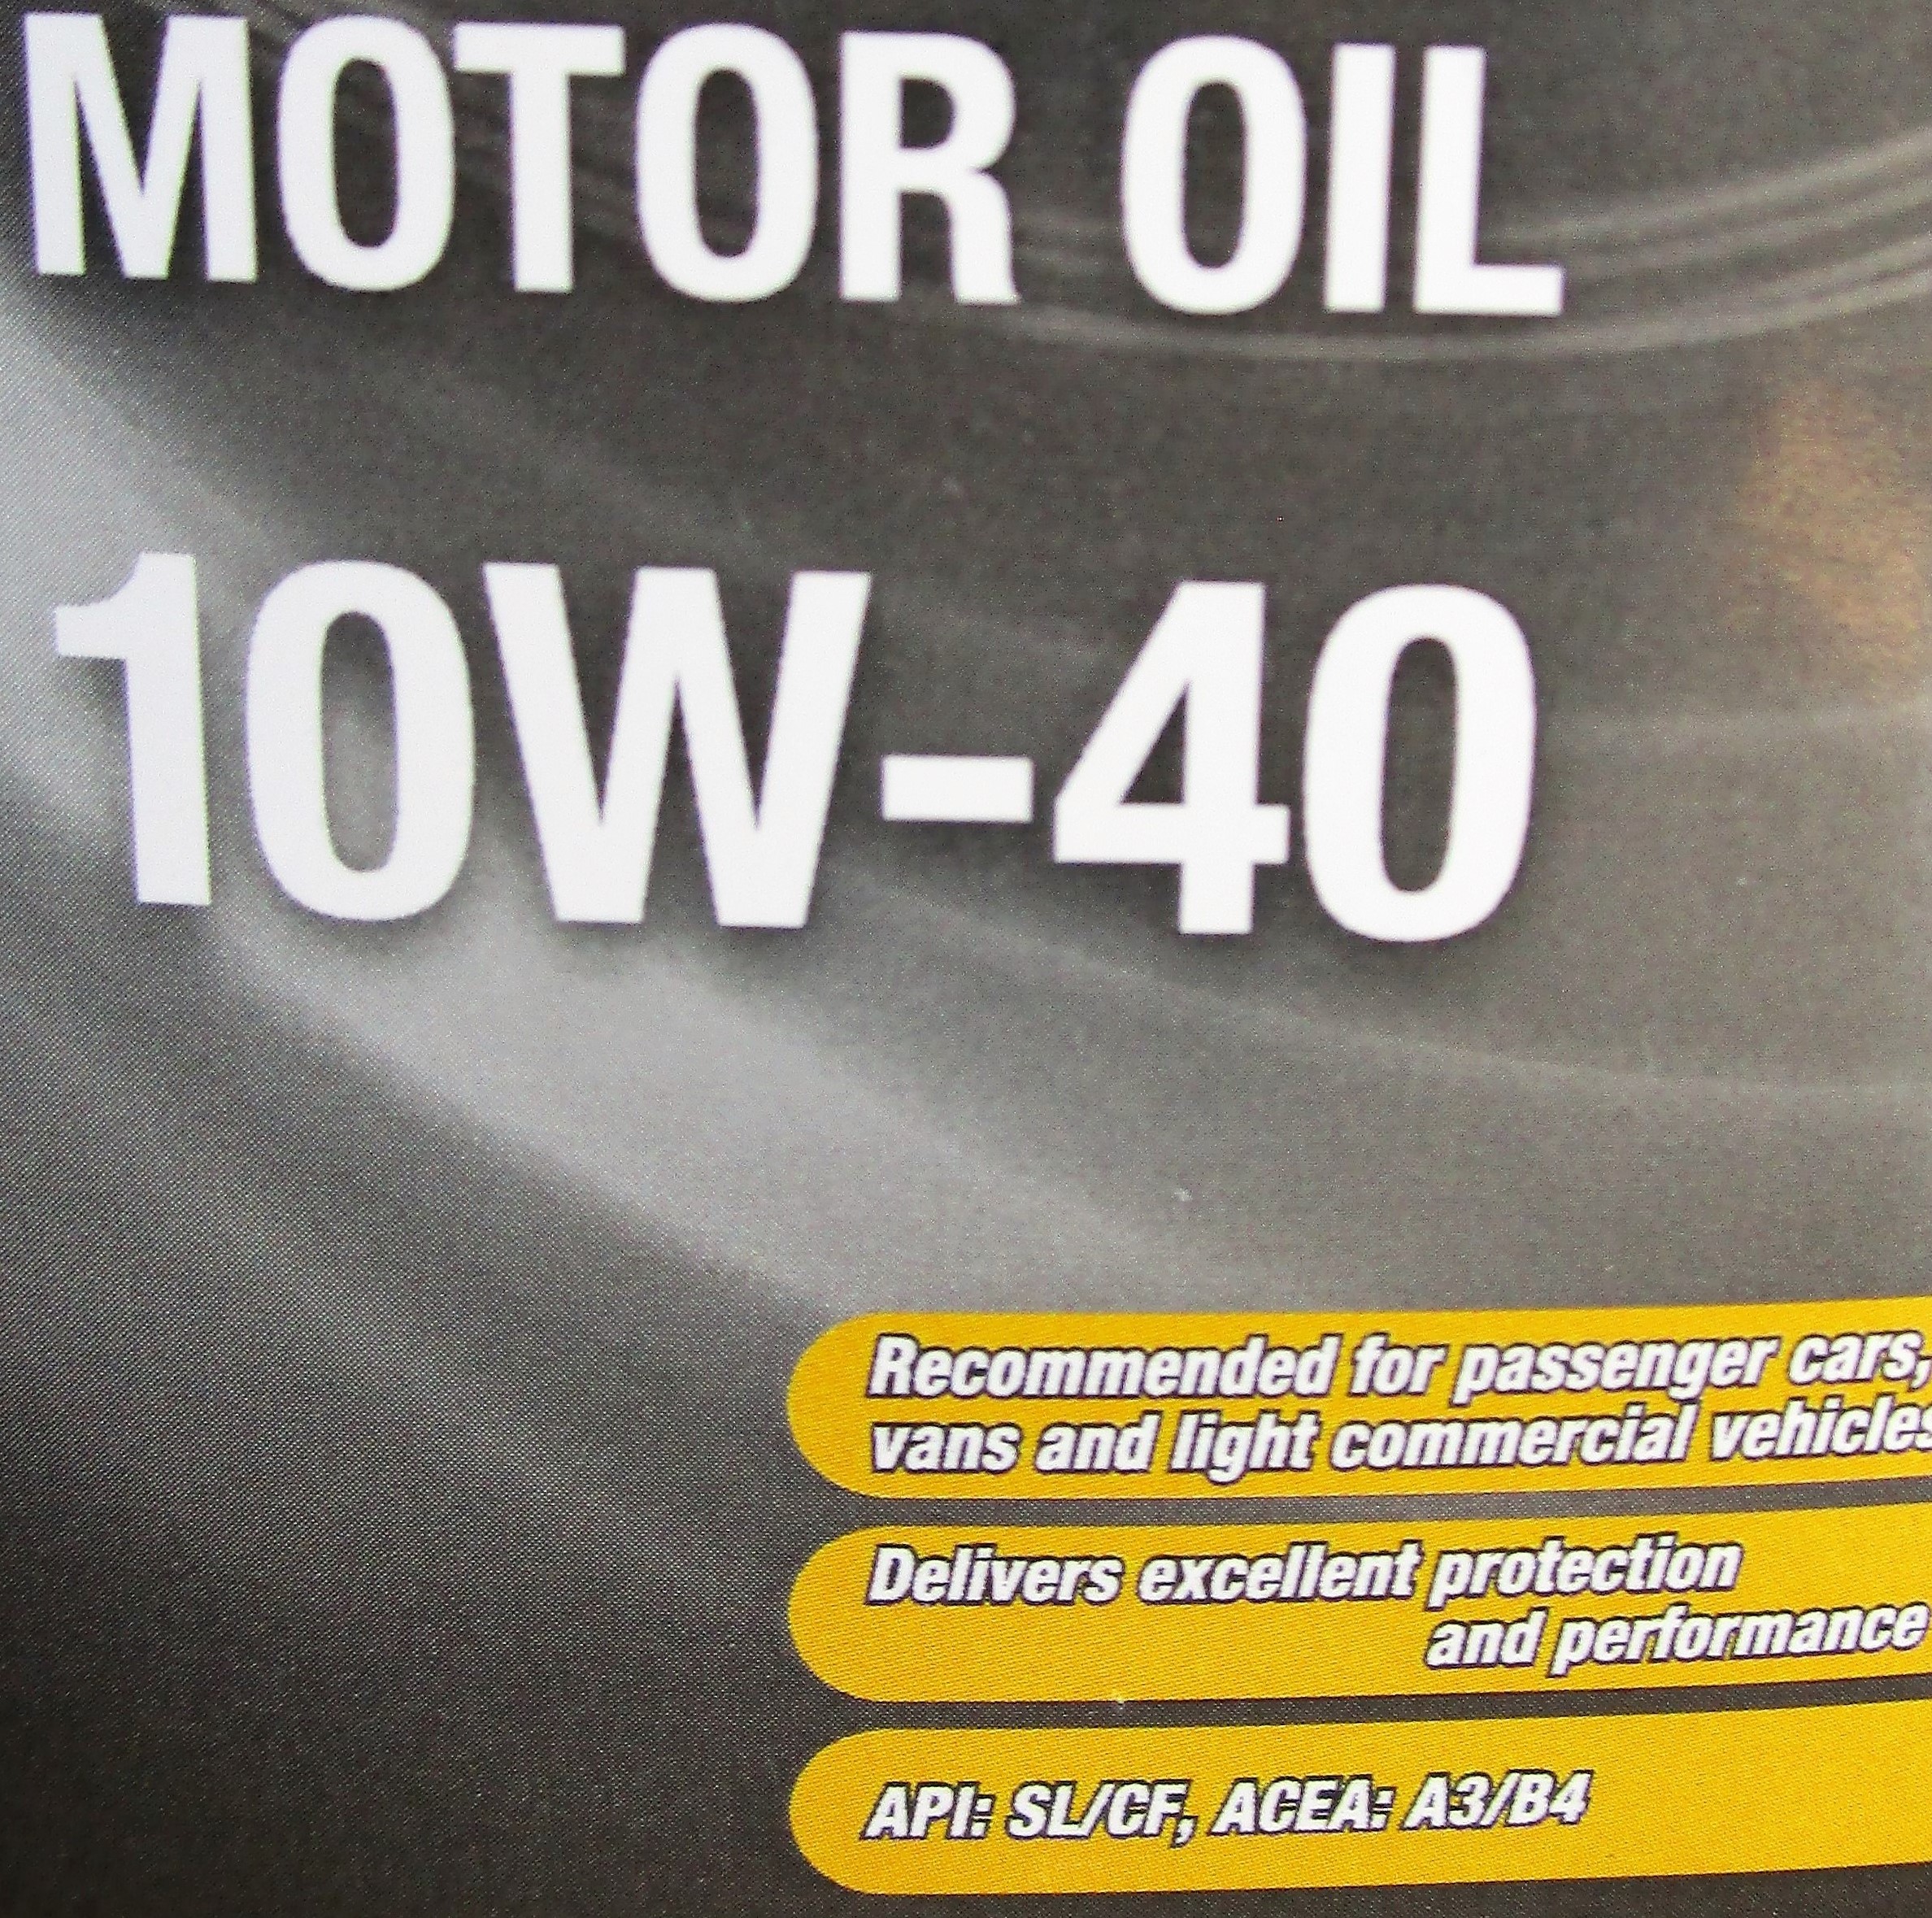 MOTOR OIL
10W-40
Recommended for passenger cars,
vans and light commercial vehicles
Delivers excellent protection
and performance
API: SL/CF, ACEA: A3/B4